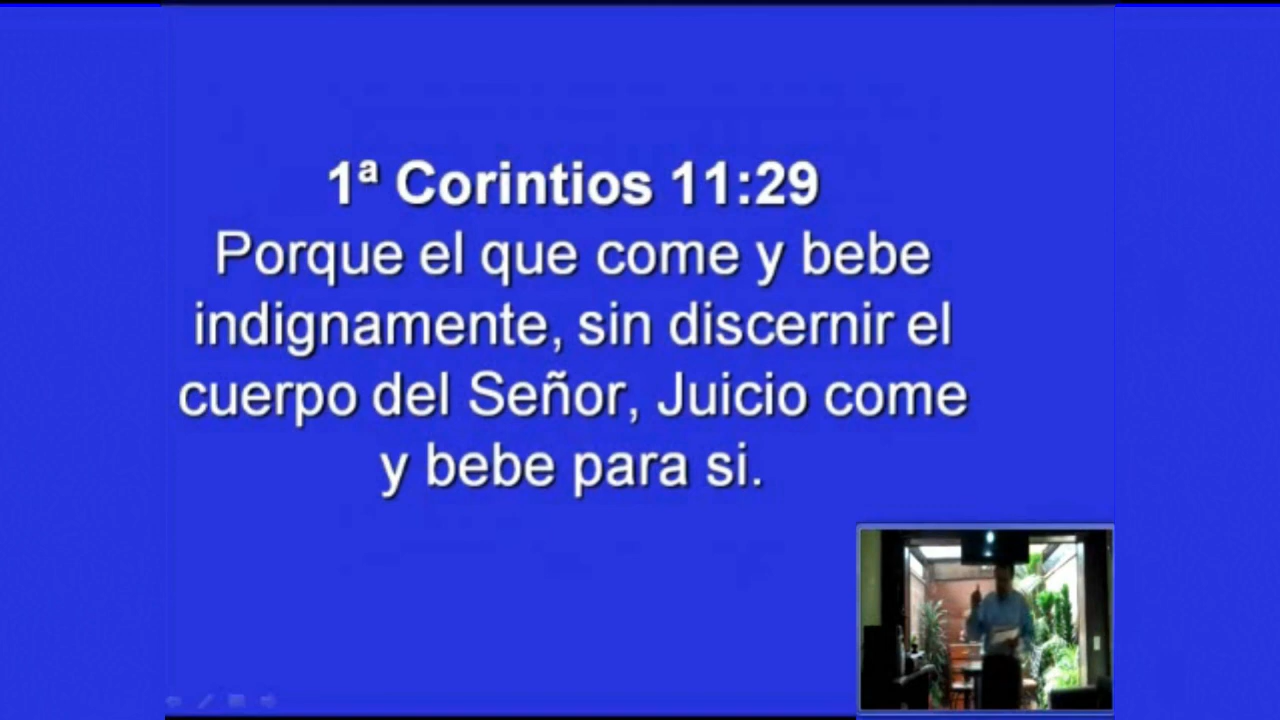 1ª Corintios 11:29
Porque el que come y bebe
indignamente, sin discernir el
cuerpo del Señor, Juicio come
y bebe para si.